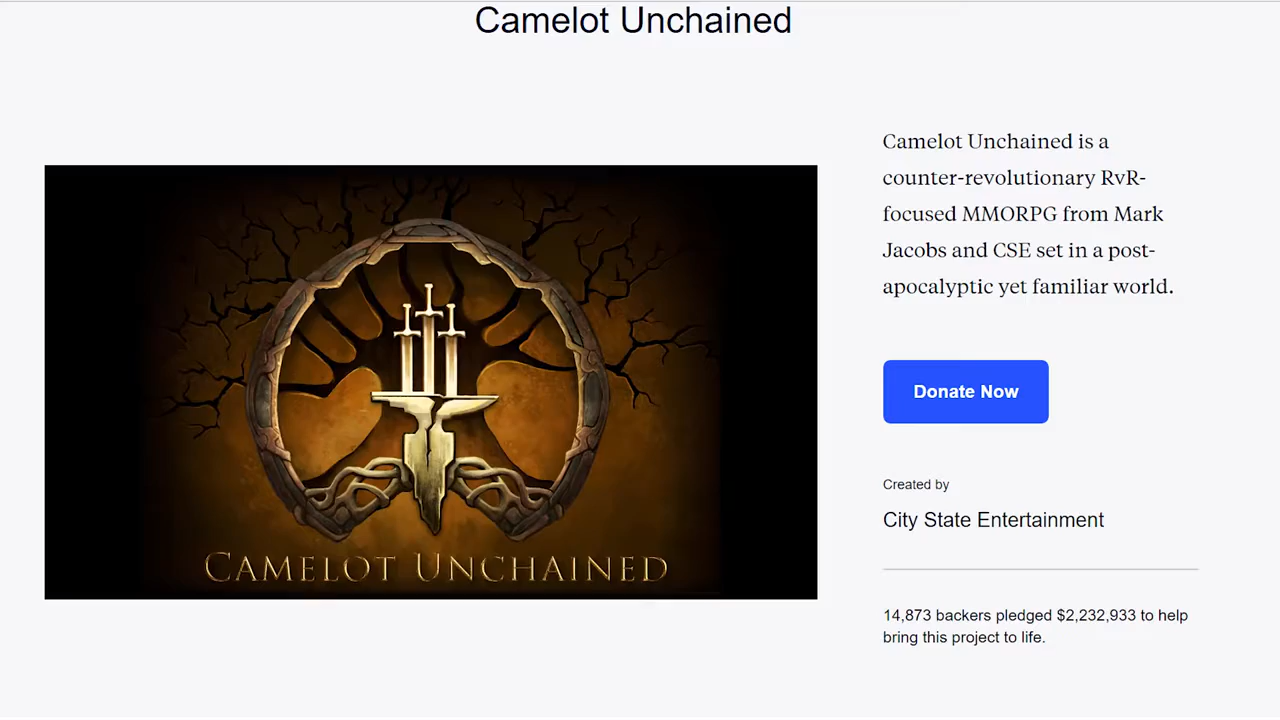 Camelot Unchained
CAMELOT UNCHAINED
Camelot Unchained is a
counter-revolutionary RvR-
focused MMORPG from Mark
Jacobs and CSE set in a post-
apocalyptic yet familiar world.
Donate Now
Created by
City State Entertainment
14,873 backers pledged $2,232,933 to help
bring this project to life.